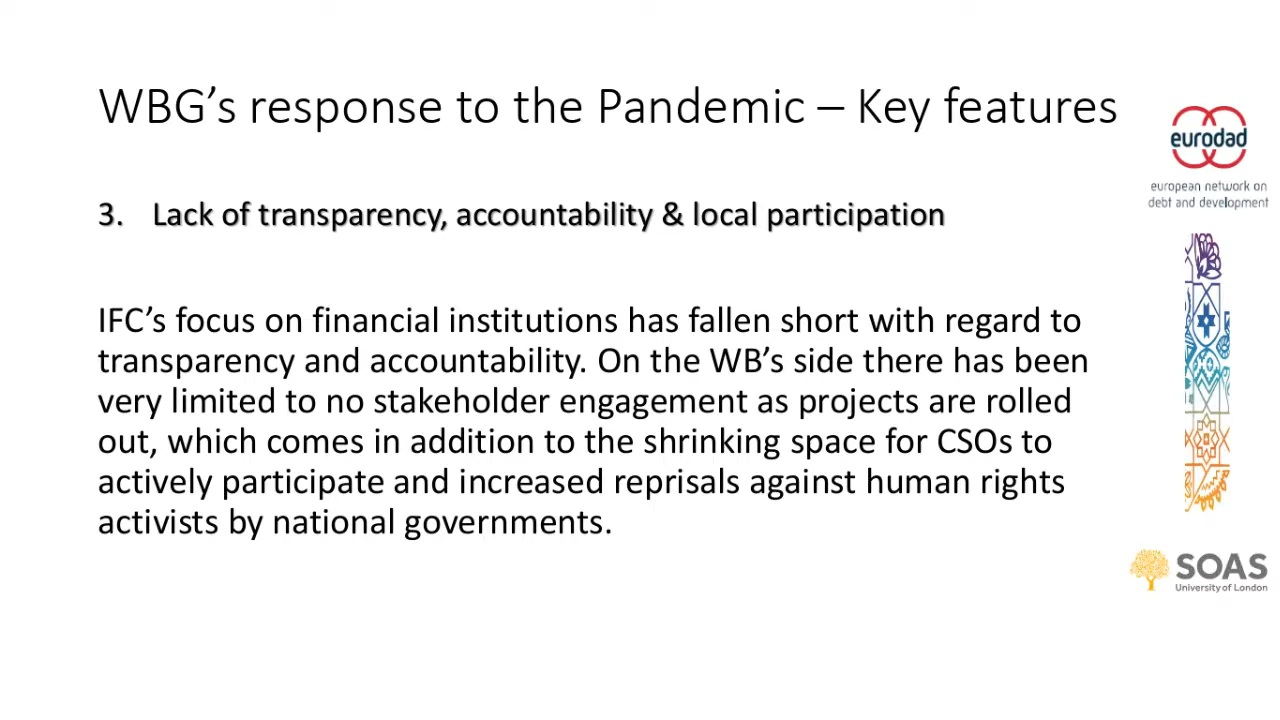 WBG’s response to the Pandemic – Key features
eurodad
european network on
debt and development
3. Lack of transparency, accountability & local participation
IFC’s focus on financial institutions has fallen short with regard to
transparency and accountability. On the WB’s side there has been
very limited to no stakeholder engagement as projects are rolled
out, which comes in addition to the shrinking space for CSOs to
actively participate and increased reprisals against human rights
activists by national governments.
SOAS
University of London